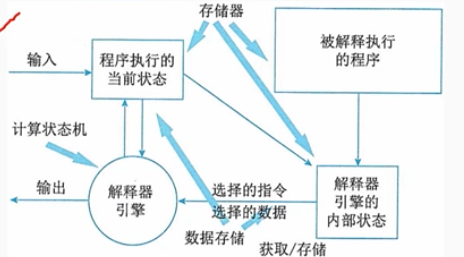 存储器
输入
程序执行的
当前状态
被解释执行
的程序
计算状态机
输出
解释器
引擎
选择的指令
选择的数据
解释器
引擎的
内部状态
数据存储
获取/存储